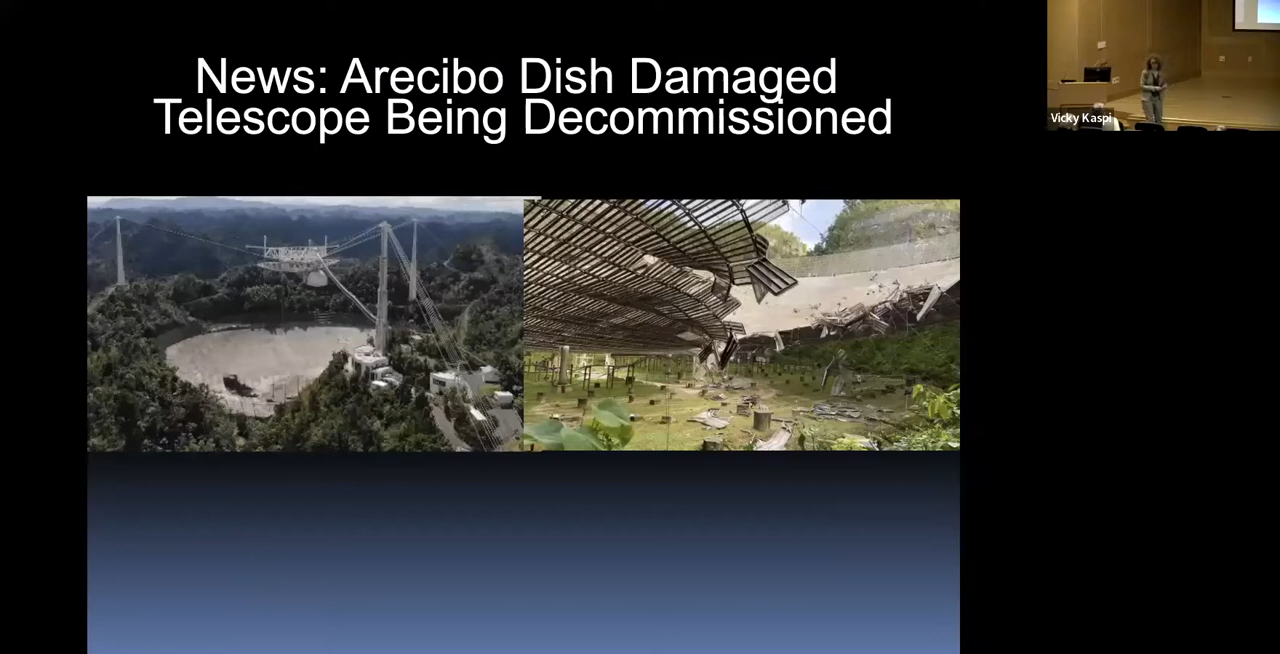 News: Arecibo Dish Damaged
Telescope Being Decommissioned
Vicky Kaspi